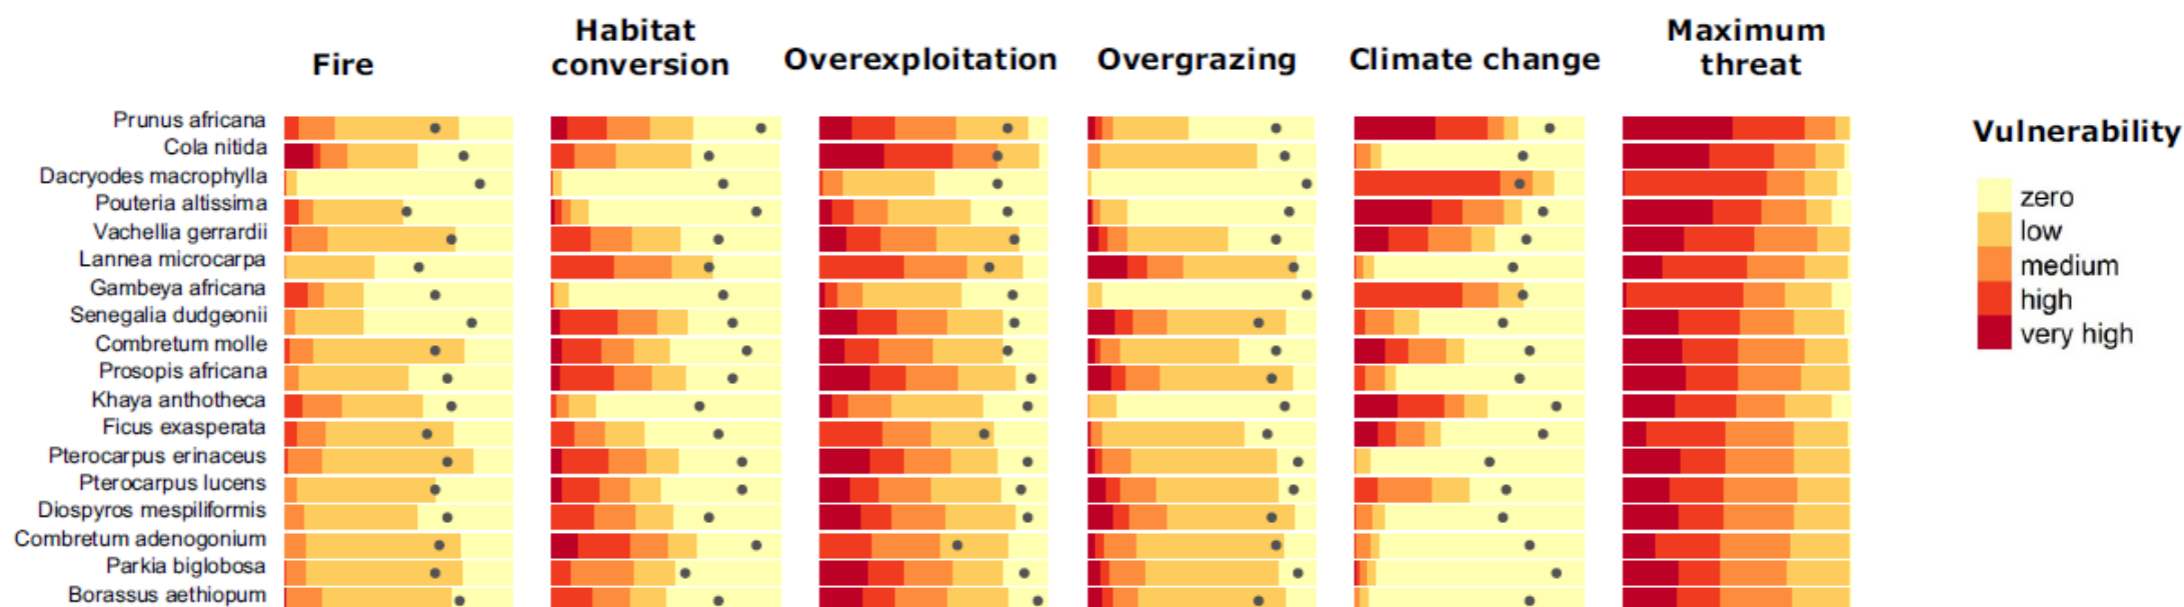 Fire
Habitat
conversion
Overexploitation
Overgrazing
Climate change
Maximum
threat
Prunus africana
Cola nitida
Dacryodes macrophylla
Pouteria altissima
Vachellia gerrardii
Lannea microcarpa
Gambeya africana
Senegalia dudgeonii
Combretum molle
Prosopis africana
Khaya anthotheca
Ficus exasperata
Pterocarpus erinaceus
Pterocarpus lucens
Diospyros mespiliformis
Combretum adenogonium
Parkia biglobosa
Borassus aethiopum
Vulnerability
zero
low
medium
high
very high